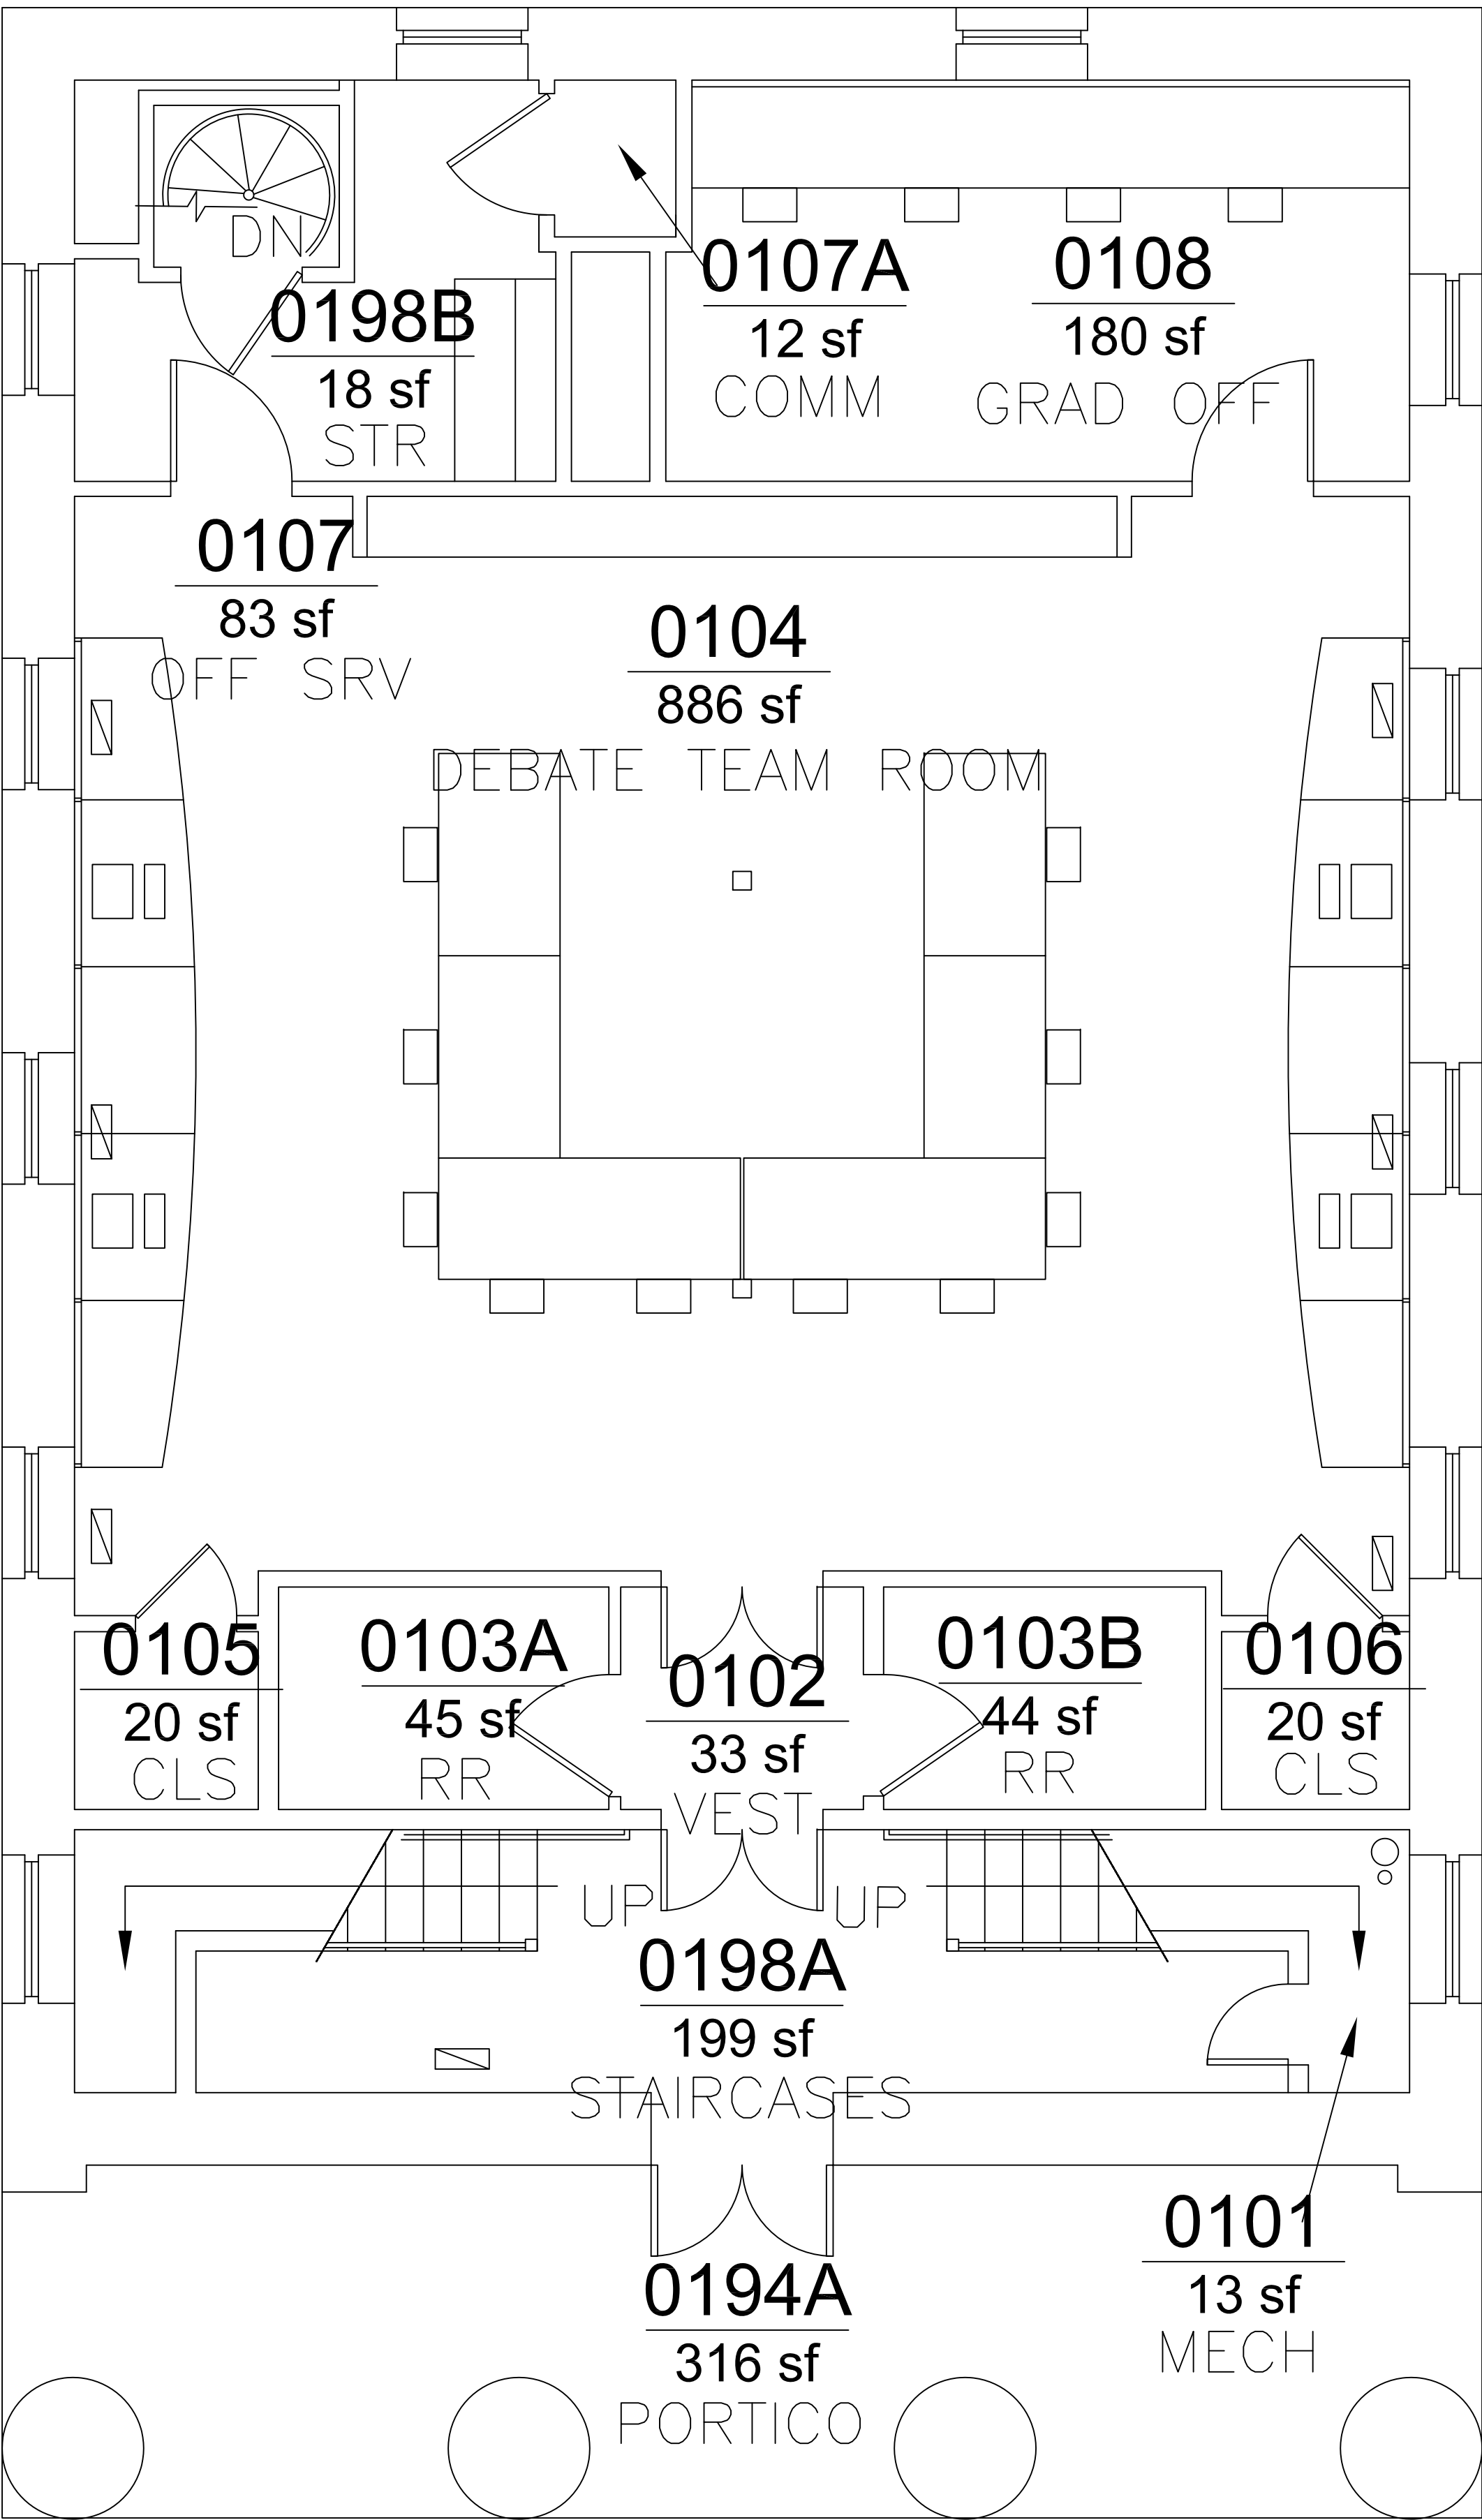 DN
0107A
12 sf
COMM
0108
180 sf
GRAD OFF
0198B
18 sf
STR
0107
83 sf
OFF SRV
0104
886 sf
DEBATE TEAM ROOM
0105
20 sf
CLS
0103A
45 sf
RR
0102
33 sf
VEST
0103B
44 sf
RR
0106
20 sf
CLS
UP
UP
0198A
199 sf
STAIRCASES
0101
13 sf
MECH
0194A
316 sf
PORTICO